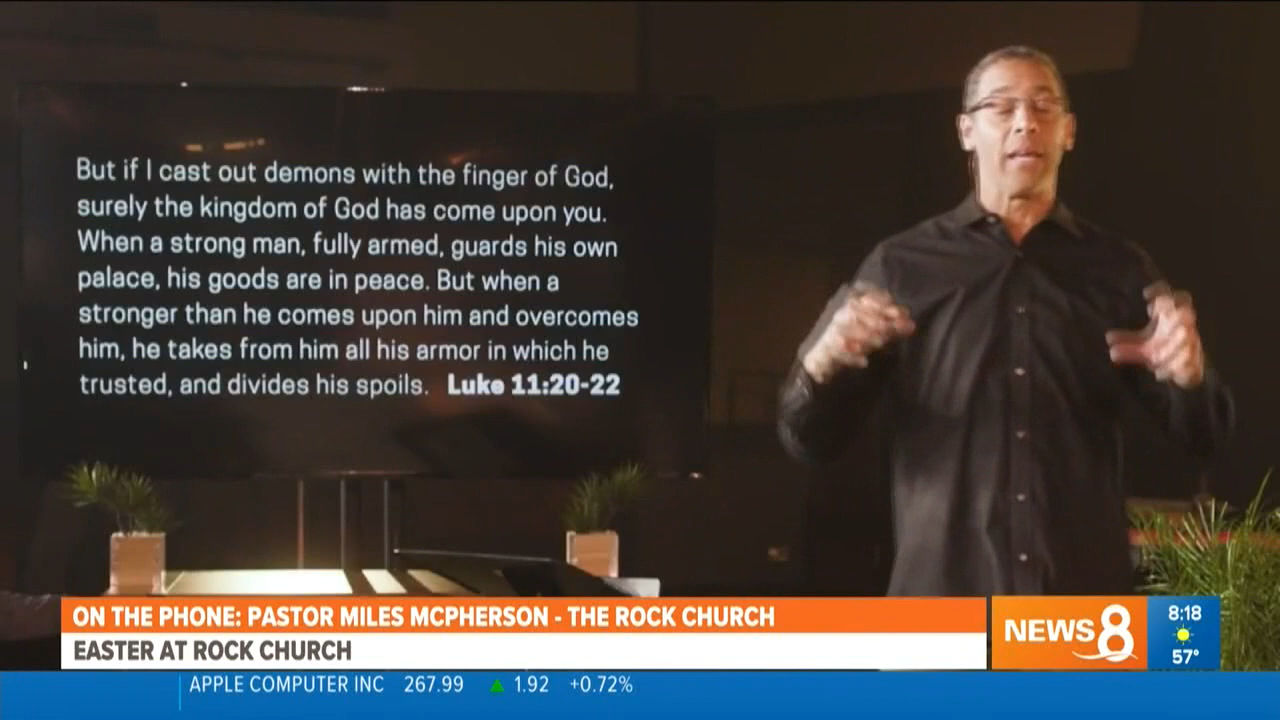 But if I cast out demons with the finger of God,
surely the kingdom of God has come upon you.
When a strong man, fully armed, guards his own
palace, his goods are in peace. But when a
stronger than he comes upon him and overcomes
him, he takes from him all his armor in which he
trusted, and divides his spoils. Luke 11:20-22
ON THE PHONE: PASTOR MILES MCPHERSON - THE ROCK CHURCH
EASTER AT ROCK CHURCH
NEWS 8
8:18
57°
APPLE COMPUTER INC 267.99 ▲ 1.92 +0.72%